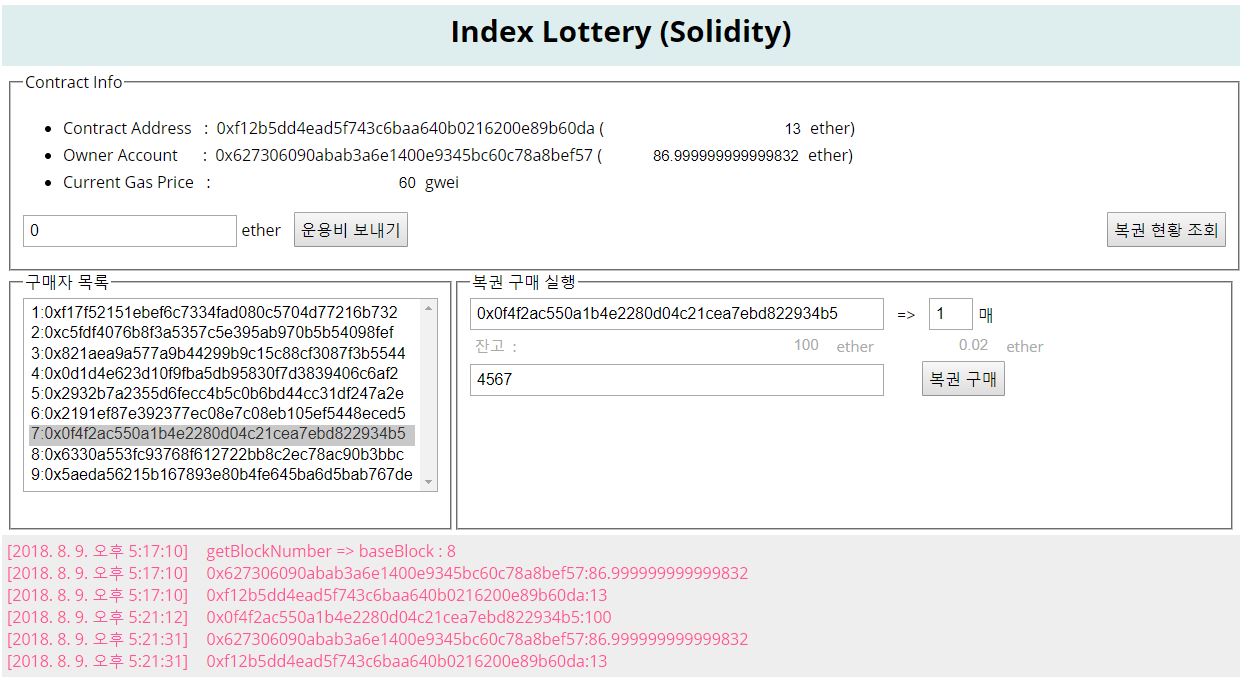 Index Lottery (Solidity)
Contract Info
Contract Address : 0xf12b5dd4ead5f743c6baa640b0216200e89b60da ( 13 ether)
Owner Account : 0x627306090abab3a6e1400e9345bc60c78a8bef57 ( 86.999999999999832 ether)
Current Gas Price : 60 gwei
0 ether 운용비 보내기 복권 현황 조회
구매자 목록
1:0xf17f52151ebef6c7334fad080c5704d77216b732
2:0xc5fdf4076b8f3a5357c5e395ab970b5b54098fef
3:0x821aea9a577a9b44299b9c15c88cf3087f3b5544
4:0x0d1d4e623d10f9fba5db95830f7d3839406c6af2
5:0x2932b7a2355d6fecc4b5c0b6bd44cc31df247a2e
6:0x2191ef87e392377ec08e7c08eb105ef5448eced5
7:0x0f4f2ac550a1b4e2280d04c21cea7ebd822934b5
8:0x6330a553fc93768f612722bb8c2ec78ac90b3bbc
9:0x5aeda56215b167893e80b4fe645ba6d5bab767de
복권 구매 실행
0x0f4f2ac550a1b4e2280d04c21cea7ebd822934b5 => 1 매
잔고 : 100 ether 0.02 ether
4567 복권 구매
[2018. 8. 9. 오후 5:17:10] getBlockNumber => baseBlock : 8
[2018. 8. 9. 오후 5:17:10] 0x627306090abab3a6e1400e9345bc60c78a8bef57:86.999999999999832
[2018. 8. 9. 오후 5:17:10] 0xf12b5dd4ead5f743c6baa640b0216200e89b60da:13
[2018. 8. 9. 오후 5:21:12] 0x0f4f2ac550a1b4e2280d04c21cea7ebd822934b5:100
[2018. 8. 9. 오후 5:21:31] 0x627306090abab3a6e1400e9345bc60c78a8bef57:86.999999999999832
[2018. 8. 9. 오후 5:21:31] 0xf12b5dd4ead5f743c6baa640b0216200e89b60da:13